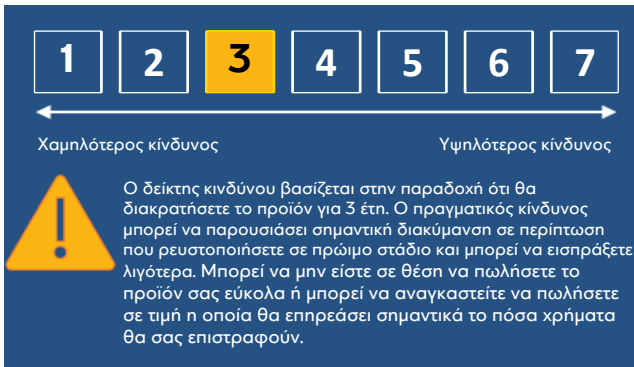 1 2 3 4 5 6 7
Χαμηλότερος κίνδυνος Υψηλότερος κίνδυνος
Ο δείκτης κινδύνου βασίζεται στην παραδοχή ότι θα
διακρατήσετε το προϊόν για 3 έτη. Ο πραγματικός κίνδυνος
μπορεί να παρουσιάσει σημαντική διακύμανση σε περίπτωση
που ρευστοποιήσετε σε πρώιμο στάδιο και μπορεί να εισπράξετε
λιγότερα. Μπορεί να μην είστε σε θέση να πωλήσετε το
προϊόν σας εύκολα ή μπορεί να αναγκαστείτε να πωλήσετε
σε τιμή η οποία θα επηρεάσει σημαντικά το πόσα χρήματα
θα σας επιστραφούν.